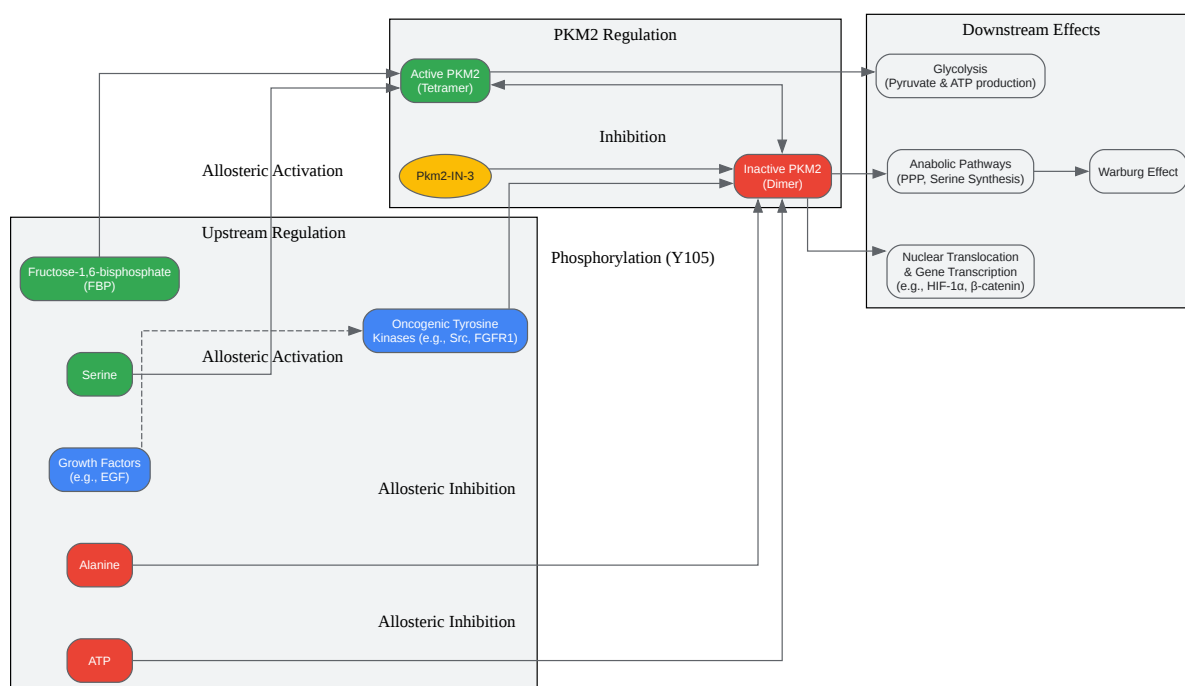 PKM2 Regulation
Downstream Effects
Active PKM2
(Tetramer)
Glycolysis
(Pyruvate & ATP production)
Inhibition
Allosteric Activation
Pkm2-IN-3
Inactive PKM2
(Dimer)
Anabolic Pathways
(PPP, Serine Synthesis)
Warburg Effect
Upstream Regulation
Phosphorylation (Y105)
Nuclear Translocation
& Gene Transcription
(e.g., HIF-1α, β-catenin)
Fructose-1,6-bisphosphate
(FBP)
Oncogenic Tyrosine
Kinases (e.g., Src, FGFR1)
Allosteric Activation
Serine
Growth Factors
(e.g., EGF)
Allosteric Inhibition
Alanine
Allosteric Inhibition
ATP